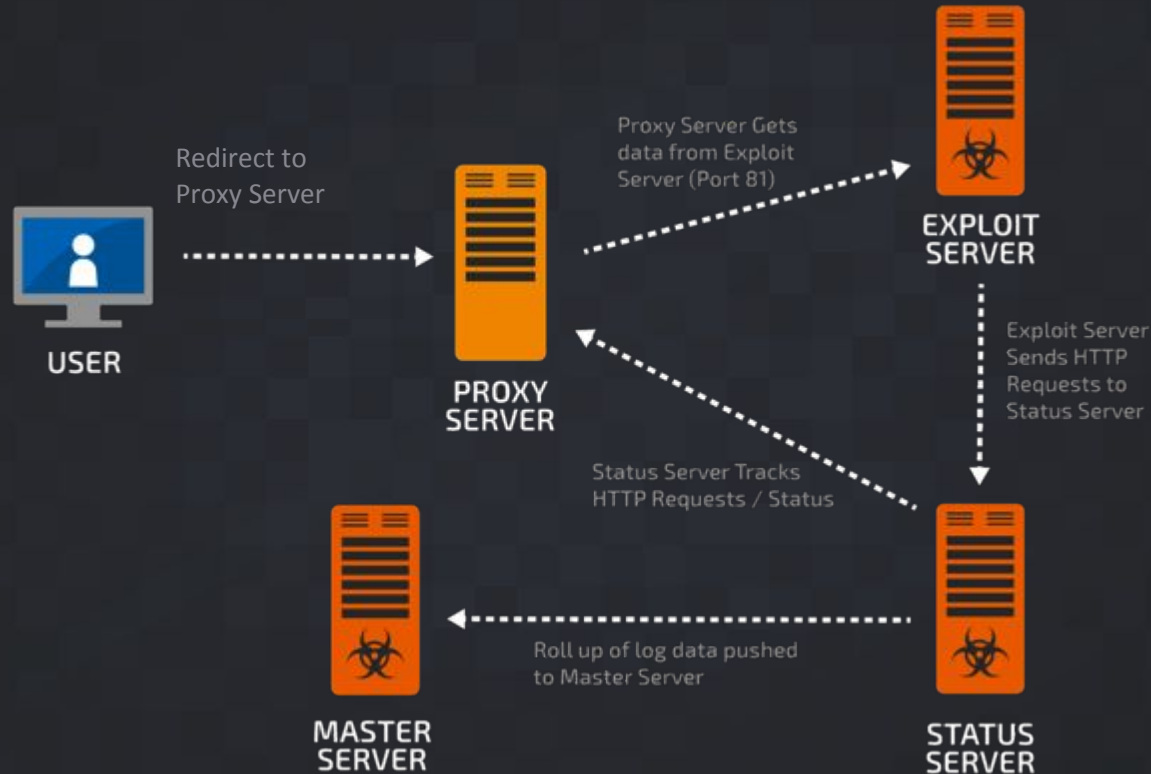 Redirect to
Proxy Server
Proxy Server Gets
data from Exploit
Server (Port 81)
EXPLOIT
SERVER
USER
PROXY
SERVER
Exploit Server
Sends HTTP
Requests to
Status Server
Status Server Tracks
HTTP Requests / Status
Roll up of log data pushed
to Master Server
MASTER
SERVER
STATUS
SERVER